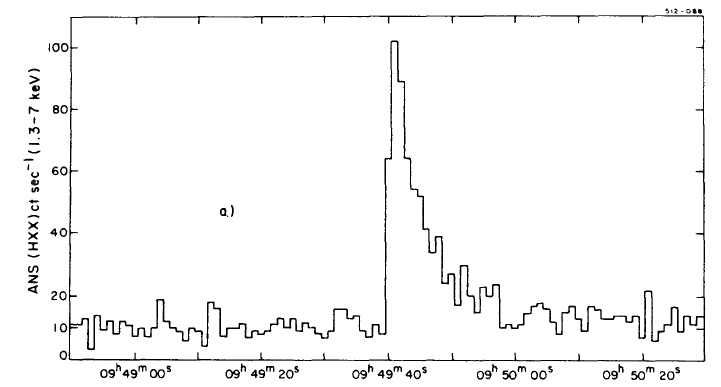 512-088
ANS (HXX) ct sec⁻¹ (1.3-7 keV)
100
80
60
40
20
10
0
a.)
09ʰ 49ᵐ 00ˢ
09ʰ 49ᵐ 20ˢ
09ʰ 49ᵐ 40ˢ
09ʰ 50ᵐ 00ˢ
09ʰ 50ᵐ 20ˢ